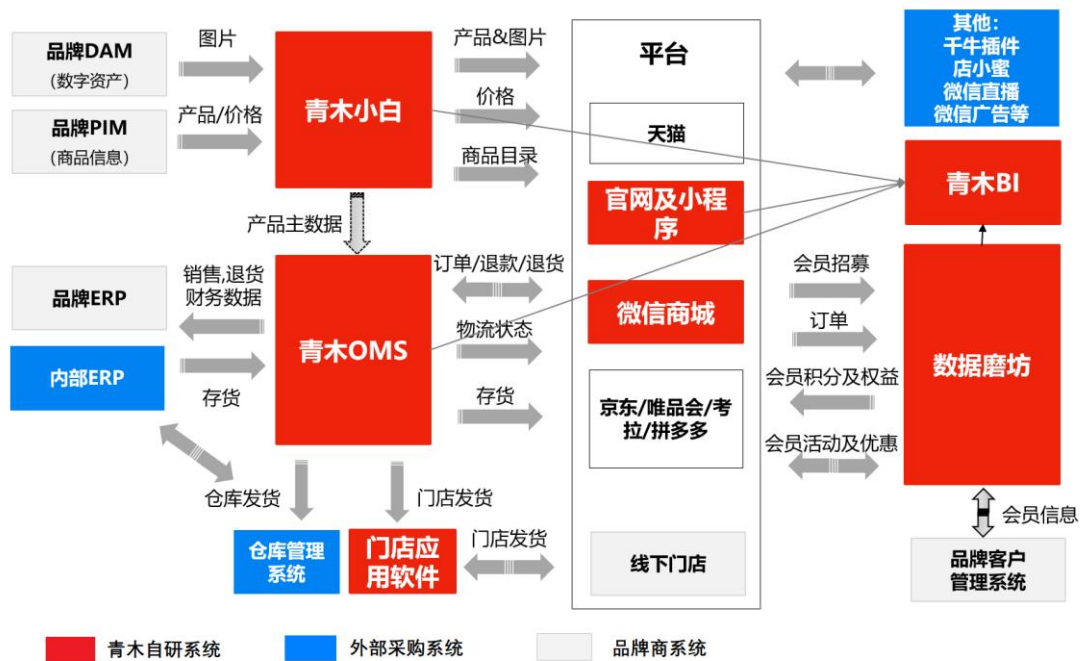 品牌DAM
(数字资产)
图片
青木小白
产品&图片
平台
其他:
千牛插件
店小蜜
微信直播
微信广告等
品牌PIM
(商品信息)
产品/价格
价格
商品目录
天猫
青木BI
官网及小程
序
产品主数据
品牌ERP
销售,退货
财务数据
青木OMS
订单/退款/退货
微信商城
会员招募
内部ERP
存货
物流状态
订单
数据磨坊
存货
京东/唯品会/考
拉/拼多多
会员积分及权益
会员活动及优惠
仓库发货
门店发货
会员信息
仓库管理
系统
门店应
用软件
门店发货
线下门店
品牌客户
管理系统
青木自研系统
外部采购系统
品牌商系统